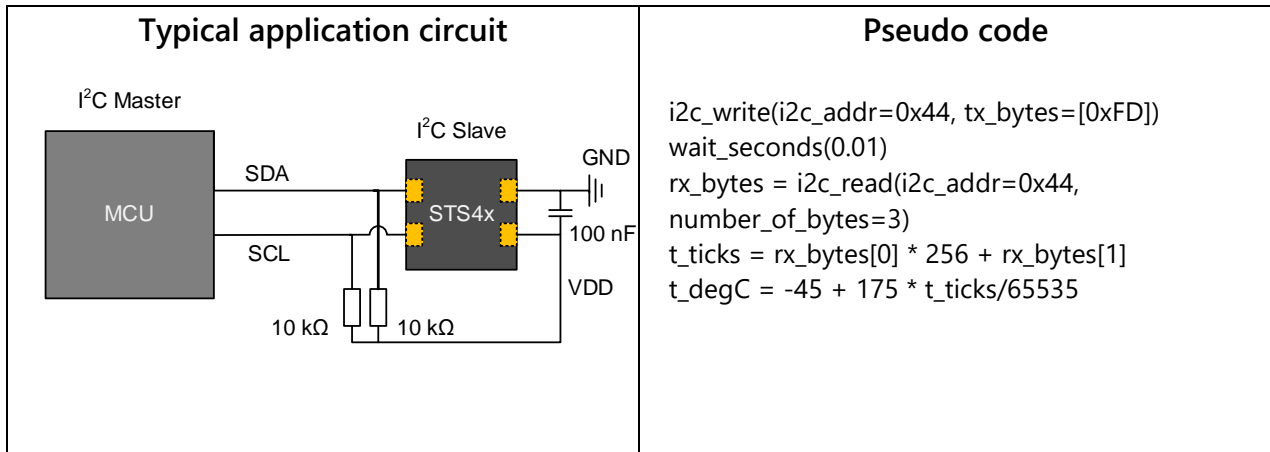 Typical application circuit
I²C Master
I²C Slave
GND
SDA
MCU
STS4x
100 nF
SCL
VDD
10 kΩ 10 kΩ
Pseudo code
i2c_write(i2c_addr=0x44, tx_bytes=[0xFD])
wait_seconds(0.01)
rx_bytes = i2c_read(i2c_addr=0x44,
number_of_bytes=3)
t_ticks = rx_bytes[0] * 256 + rx_bytes[1]
t_degC = -45 + 175 * t_ticks/65535